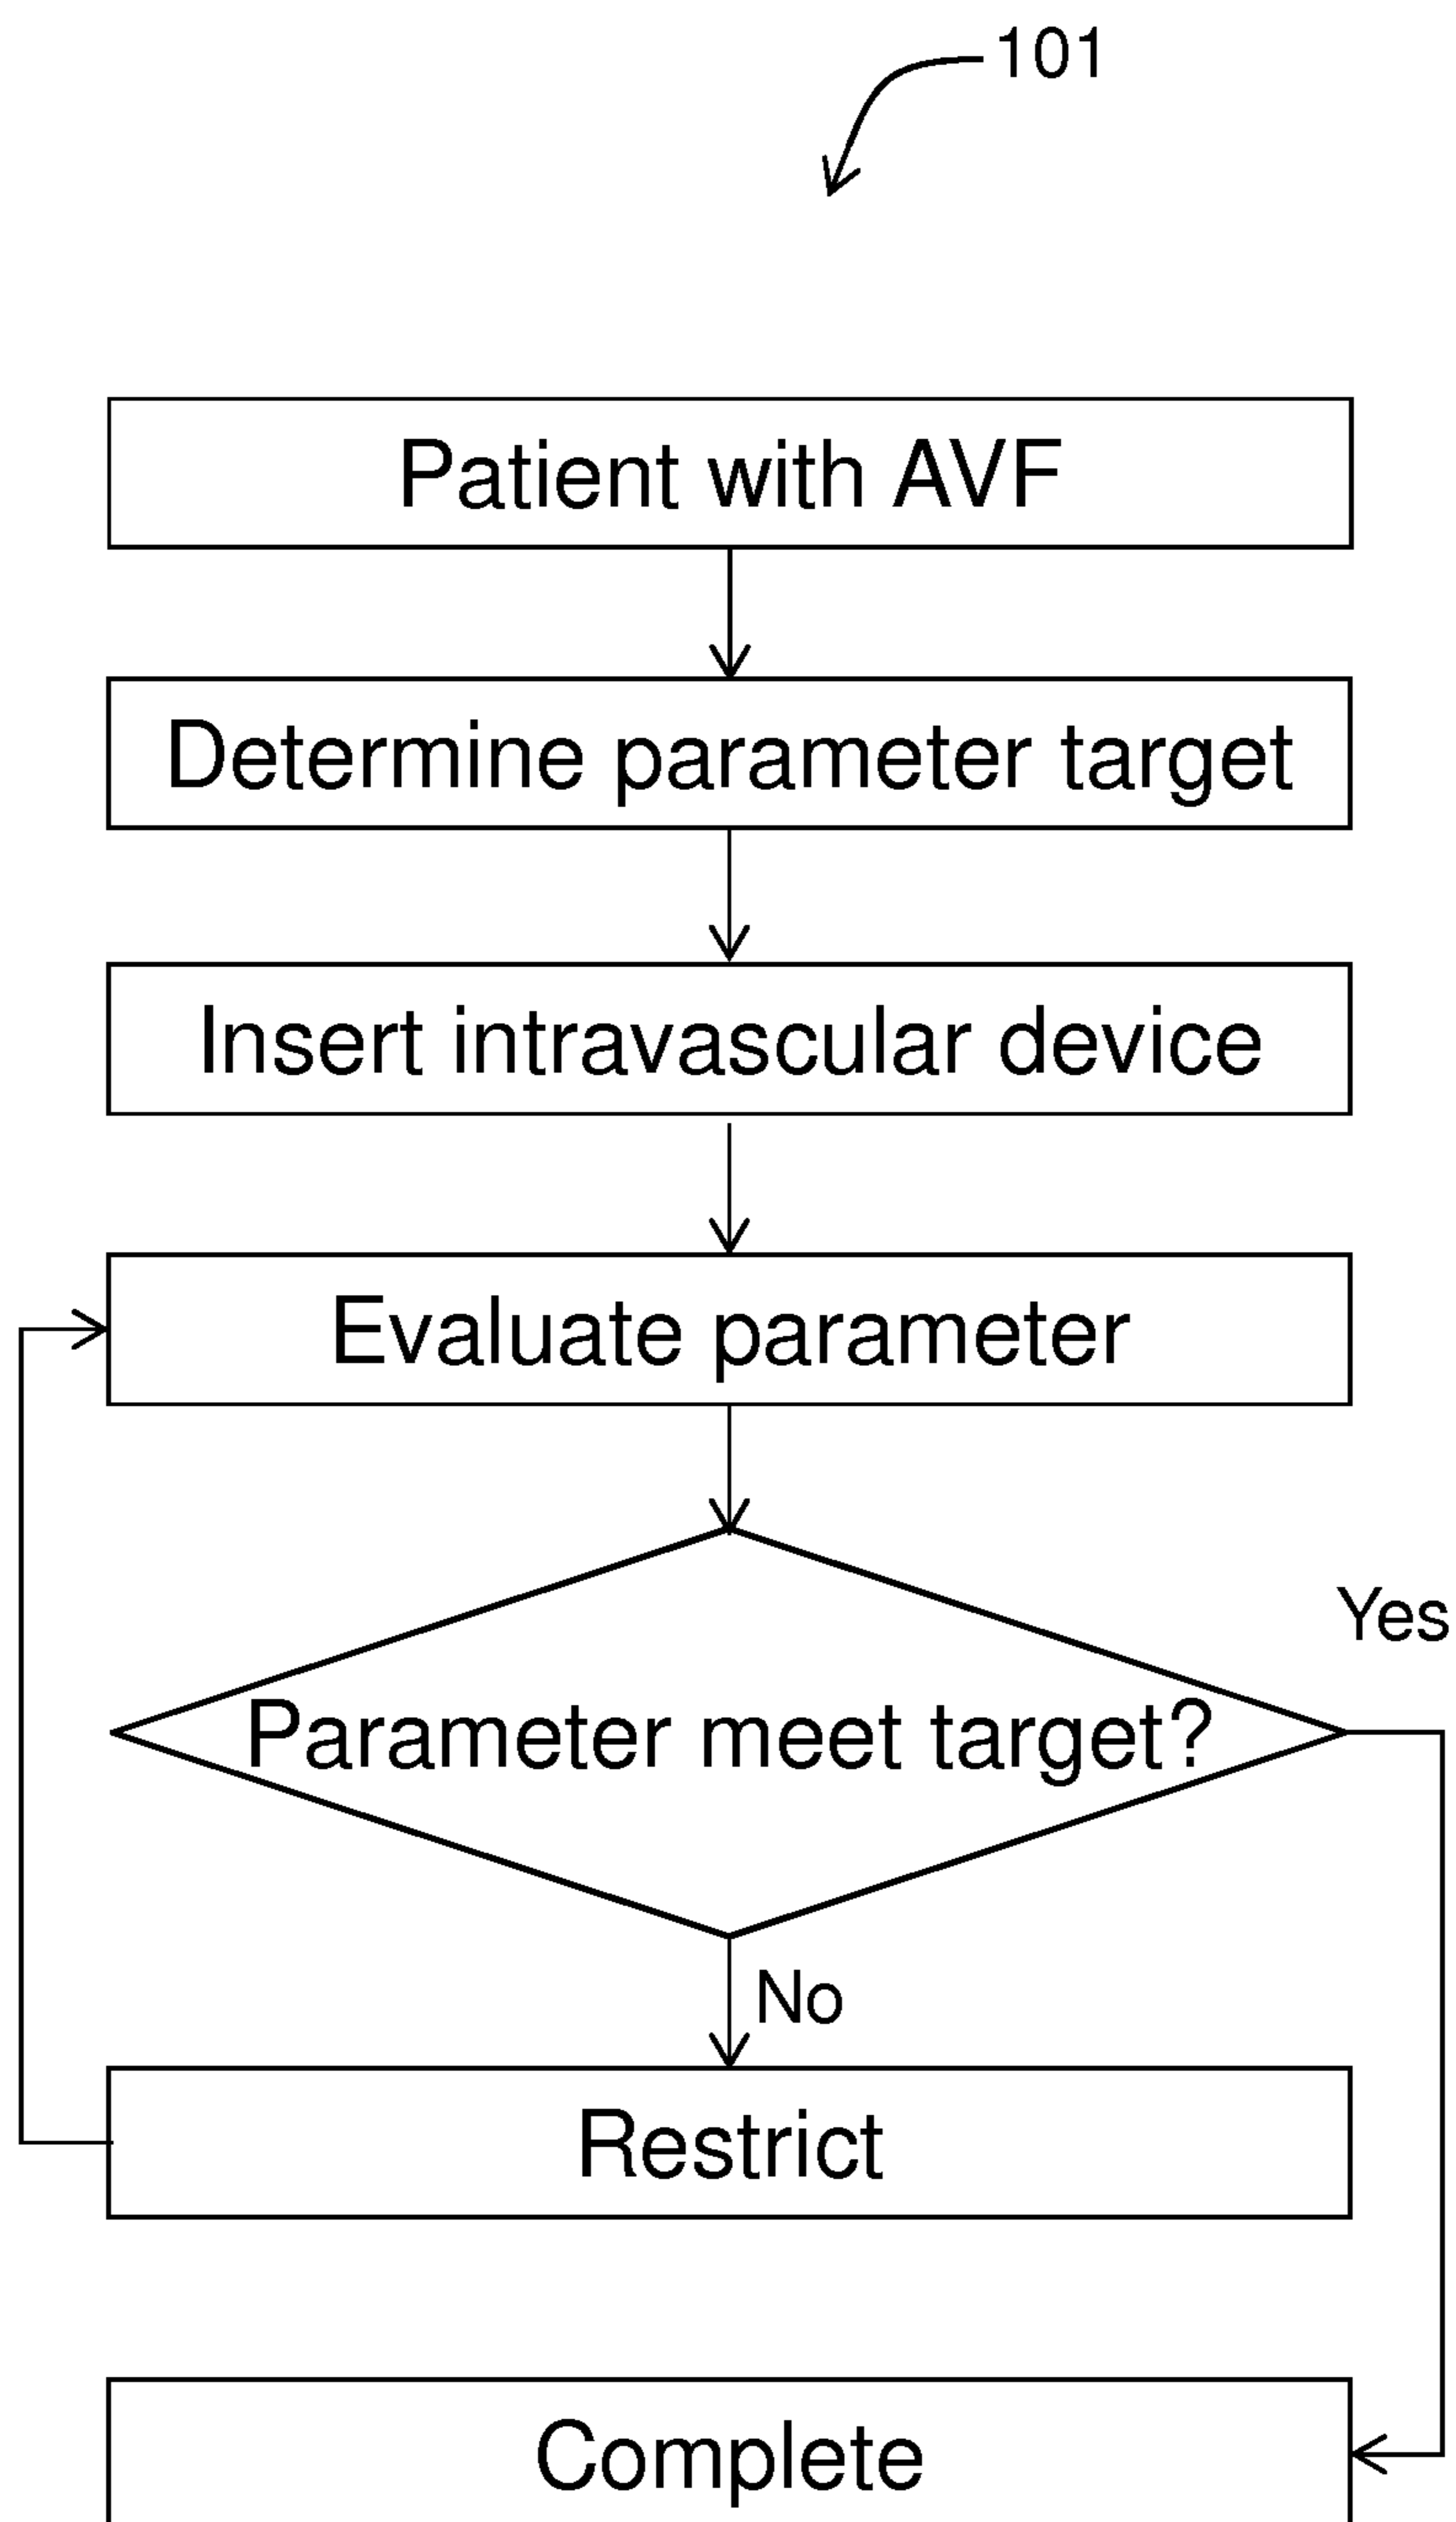 101
Patient with AVF
Determine parameter target
Insert intravascular device
Evaluate parameter
Yes
Parameter meet target?
No
Restrict
Complete